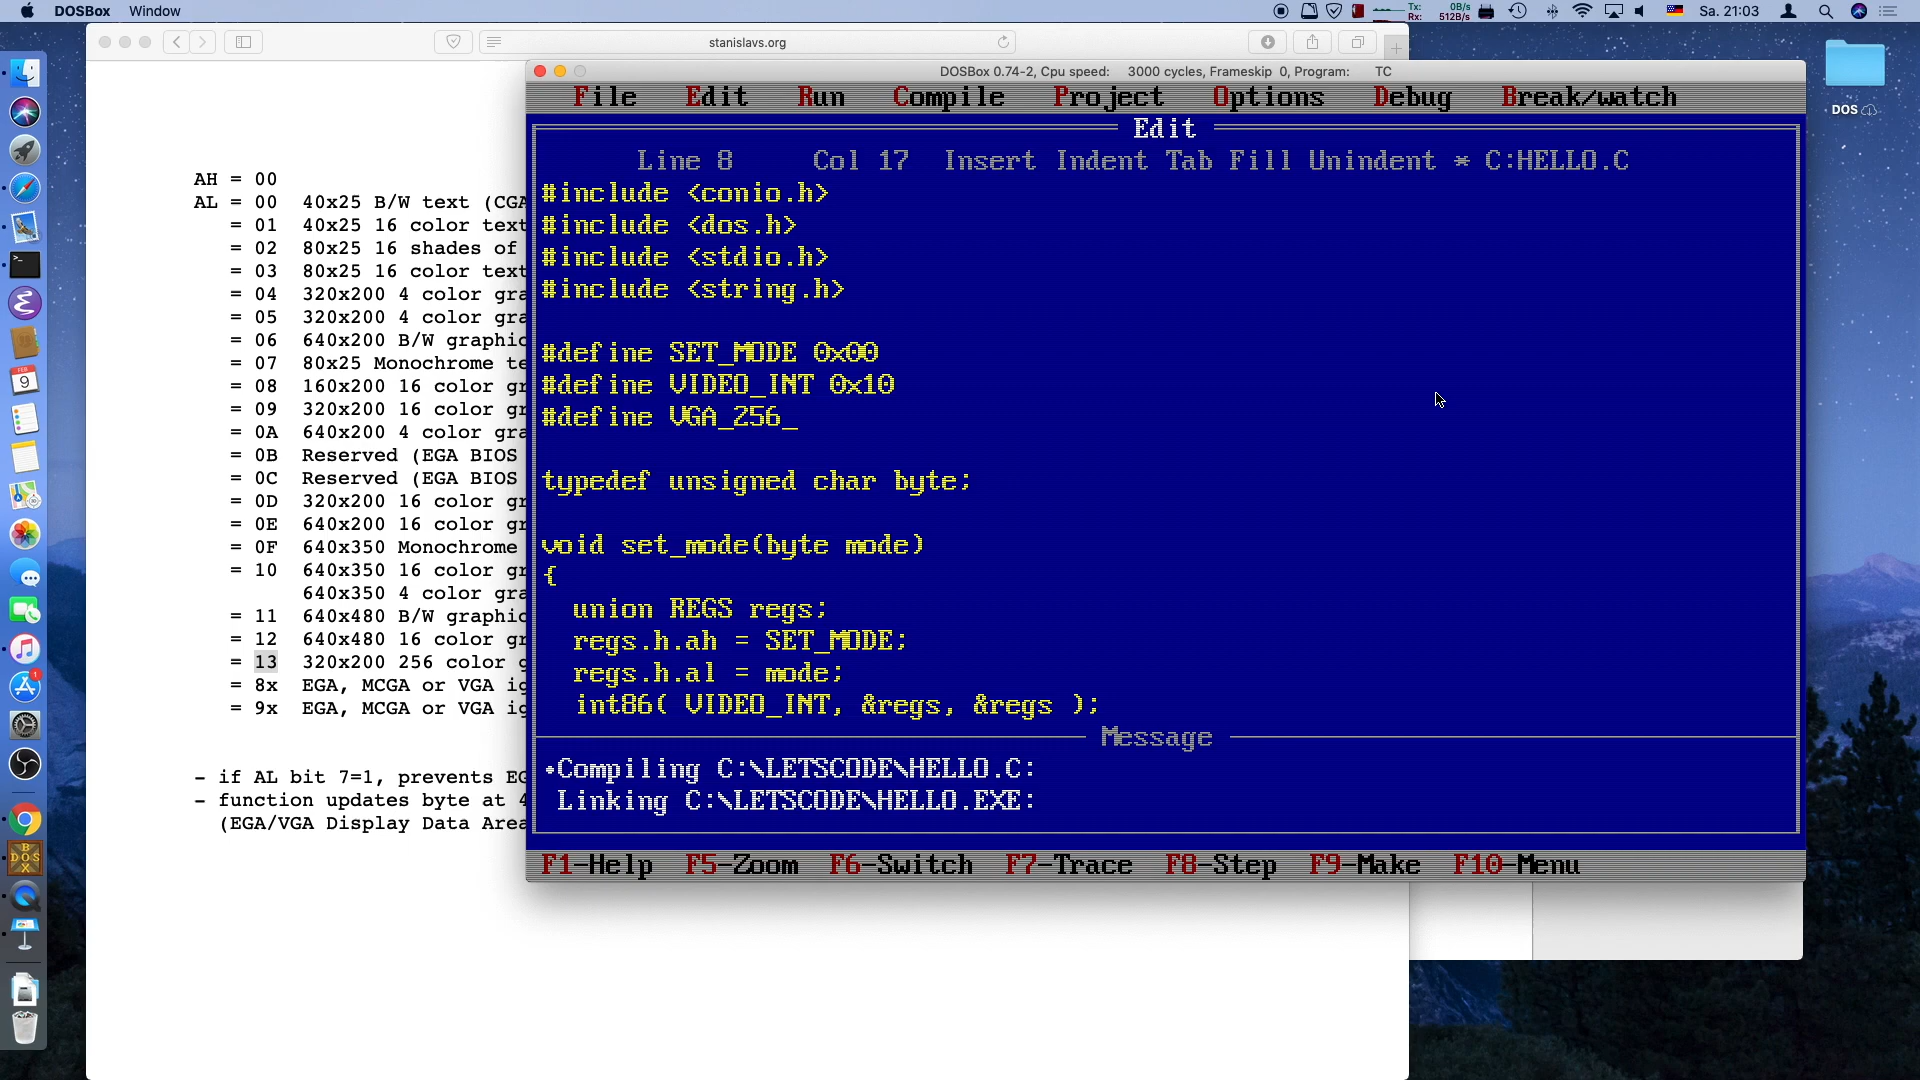 DOSBox Window
Tx: 0B/s
Rx: 512B/s
Sa. 21:03
stanislavs.org
DOS
AH = 00
AL = 00 40x25 B/W text (CGA
= 01 40x25 16 color text
= 02 80x25 16 shades of
= 03 80x25 16 color text
= 04 320x200 4 color gra
= 05 320x200 4 color gra
= 06 640x200 B/W graphic
= 07 80x25 Monochrome te
= 08 160x200 16 color gr
= 09 320x200 16 color gr
= 0A 640x200 4 color gra
= 0B Reserved (EGA BIOS
= 0C Reserved (EGA BIOS
= 0D 320x200 16 color gr
= 0E 640x200 16 color gr
= 0F 640x350 Monochrome
= 10 640x350 16 color gr
640x350 4 color gra
= 11 640x480 B/W graphic
= 12 640x480 16 color gr
= 13 320x200 256 color g
= 8x EGA, MCGA or VGA ig
= 9x EGA, MCGA or VGA ig
- if AL bit 7=1, prevents EG
- function updates byte at 4
(EGA/VGA Display Data Area
DOSBox 0.74-2, Cpu speed: 3000 cycles, Frameskip 0, Program: TC
File Edit Run Compile Project Options Debug Break/watch
Edit
Line 8 Col 17 Insert Indent Tab Fill Unindent * C:HELLO.C
#include <conio.h>
#include <dos.h>
#include <stdio.h>
#include <string.h>
#define SET_MODE 0x00
#define VIDEO_INT 0x10
#define VGA_256_
typedef unsigned char byte;
void set_mode(byte mode)
{
union REGS regs;
regs.h.ah = SET_MODE;
regs.h.al = mode;
int86( VIDEO_INT, &regs, &regs );
Message
•Compiling C:\LETSCODE\HELLO.C:
Linking C:\LETSCODE\HELLO.EXE:
F1-Help F5-Zoom F6-Switch F7-Trace F8-Step F9-Make F10-Menu
FEB
9
1
BOX
DOS